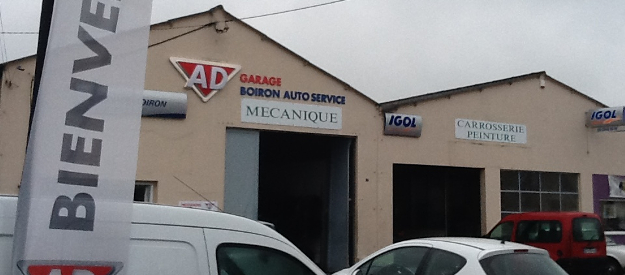 BIENVE
AD
AD
GARAGE
BOIRON AUTO SERVICE
MECANIQUE
BOIRON
IGOL
CARROSSERIE
PEINTURE
IGOL